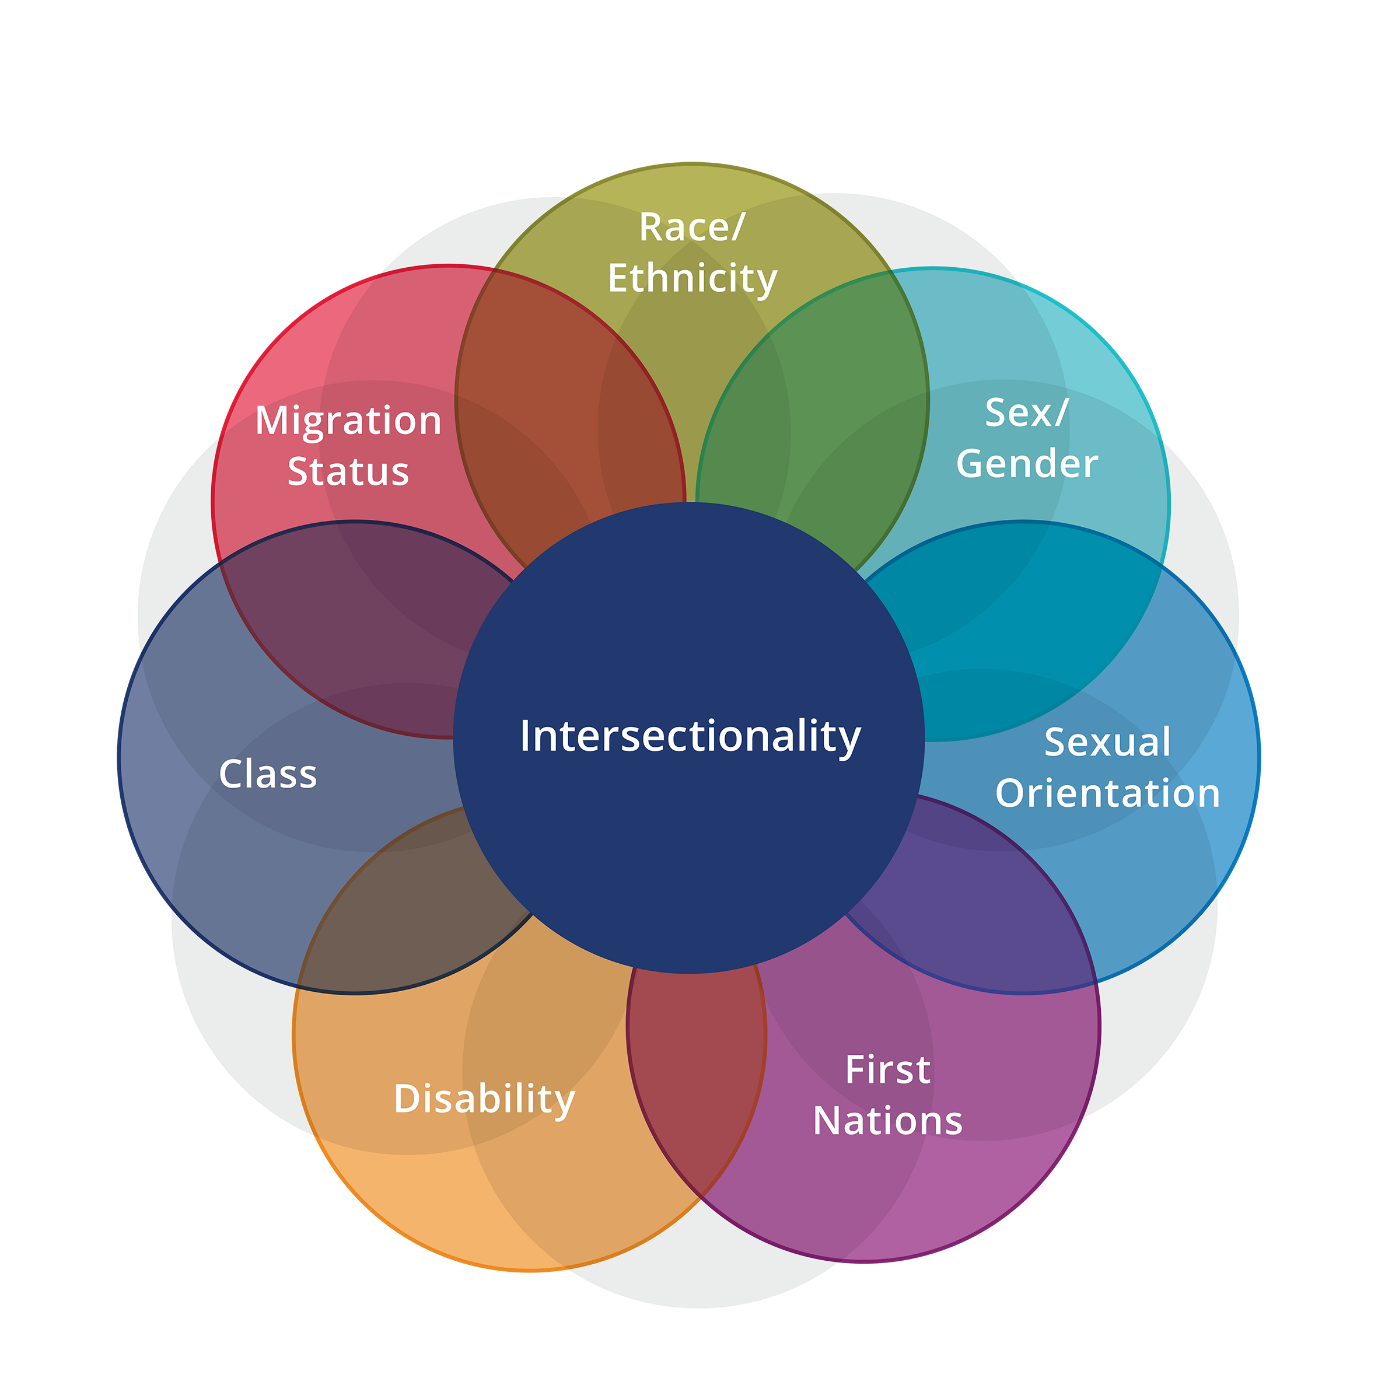 Race/
Ethnicity
Sex/
Gender
Migration
Status
Sexual
Orientation
Intersectionality
Class
First
Nations
Disability